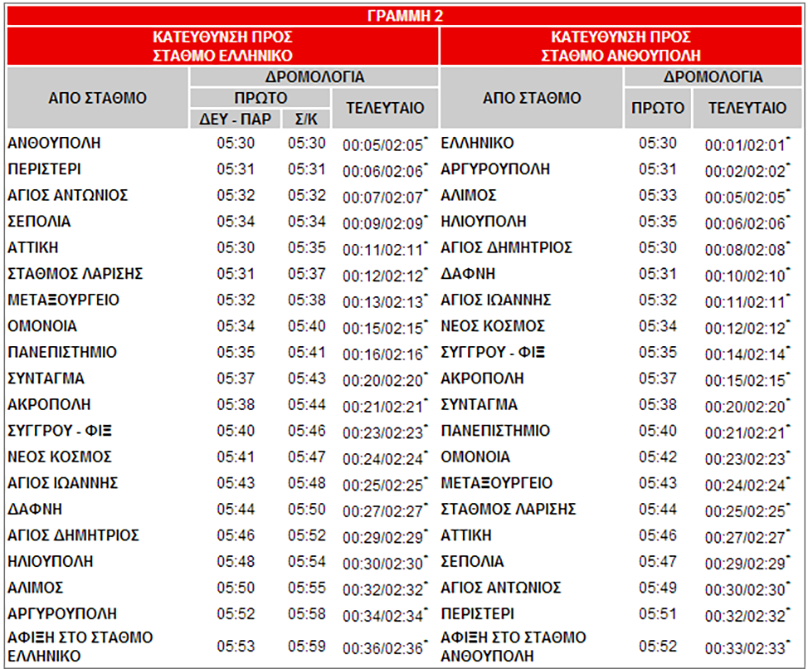 ΓΡΑΜΜΗ 2
ΚΑΤΕΥΘΥΝΣΗ ΠΡΟΣ
ΣΤΑΘΜΟ ΕΛΛΗΝΙΚΟ
ΚΑΤΕΥΘΥΝΣΗ ΠΡΟΣ
ΣΤΑΘΜΟ ΑΝΘΟΥΠΟΛΗ
ΑΠΟ ΣΤΑΘΜΟ ΔΡΟΜΟΛΟΓΙΑ ΑΠΟ ΣΤΑΘΜΟ ΔΡΟΜΟΛΟΓΙΑ
ΠΡΩΤΟ ΤΕΛΕΥΤΑΙΟ ΠΡΩΤΟ ΤΕΛΕΥΤΑΙΟ
ΔΕΥ - ΠΑΡ Σ/Κ
ΑΝΘΟΥΠΟΛΗ 05:30 05:30 00:05/02:05* ΕΛΛΗΝΙΚΟ 05:30 00:01/02:01*
ΠΕΡΙΣΤΕΡΙ 05:31 05:31 00:06/02:06* ΑΡΓΥΡΟΥΠΟΛΗ 05:31 00:02/02:02*
ΑΓΙΟΣ ΑΝΤΩΝΙΟΣ 05:32 05:32 00:07/02:07* ΑΛΙΜΟΣ 05:33 00:05/02:05*
ΣΕΠΟΛΙΑ 05:34 05:34 00:09/02:09* ΗΛΙΟΥΠΟΛΗ 05:35 00:06/02:06*
ΑΤΤΙΚΗ 05:30 05:35 00:11/02:11* ΑΓΙΟΣ ΔΗΜΗΤΡΙΟΣ 05:30 00:08/02:08*
ΣΤΑΘΜΟΣ ΛΑΡΙΣΗΣ 05:31 05:37 00:12/02:12* ΔΑΦΝΗ 05:31 00:10/02:10*
ΜΕΤΑΞΟΥΡΓΕΙΟ 05:32 05:38 00:13/02:13* ΑΓΙΟΣ ΙΩΑΝΝΗΣ 05:32 00:11/02:11*
ΟΜΟΝΟΙΑ 05:34 05:40 00:15/02:15* ΝΕΟΣ ΚΟΣΜΟΣ 05:34 00:12/02:12*
ΠΑΝΕΠΙΣΤΗΜΙΟ 05:35 05:41 00:16/02:16* ΣΥΓΓΡΟΥ - ΦΙΞ 05:35 00:14/02:14*
ΣΥΝΤΑΓΜΑ 05:37 05:43 00:20/02:20* ΑΚΡΟΠΟΛΗ 05:37 00:15/02:15*
ΑΚΡΟΠΟΛΗ 05:38 05:44 00:21/02:21* ΣΥΝΤΑΓΜΑ 05:38 00:20/02:20*
ΣΥΓΓΡΟΥ - ΦΙΞ 05:40 05:46 00:23/02:23* ΠΑΝΕΠΙΣΤΗΜΙΟ 05:40 00:21/02:21*
ΝΕΟΣ ΚΟΣΜΟΣ 05:41 05:47 00:24/02:24* ΟΜΟΝΟΙΑ 05:42 00:23/02:23*
ΑΓΙΟΣ ΙΩΑΝΝΗΣ 05:43 05:48 00:25/02:25* ΜΕΤΑΞΟΥΡΓΕΙΟ 05:43 00:24/02:24*
ΔΑΦΝΗ 05:44 05:50 00:27/02:27* ΣΤΑΘΜΟΣ ΛΑΡΙΣΗΣ 05:44 00:25/02:25*
ΑΓΙΟΣ ΔΗΜΗΤΡΙΟΣ 05:46 05:52 00:29/02:29* ΑΤΤΙΚΗ 05:46 00:27/02:27*
ΗΛΙΟΥΠΟΛΗ 05:48 05:54 00:30/02:30* ΣΕΠΟΛΙΑ 05:47 00:29/02:29*
ΑΛΙΜΟΣ 05:50 05:55 00:32/02:32* ΑΓΙΟΣ ΑΝΤΩΝΙΟΣ 05:49 00:30/02:30*
ΑΡΓΥΡΟΥΠΟΛΗ 05:52 05:58 00:34/02:34* ΠΕΡΙΣΤΕΡΙ 05:51 00:32/02:32*
ΑΦΙΞΗ ΣΤΟ ΣΤΑΘΜΟ
ΕΛΛΗΝΙΚΟ 05:53 05:59 00:36/02:36*
ΑΦΙΞΗ ΣΤΟ ΣΤΑΘΜΟ
ΑΝΘΟΥΠΟΛΗ 05:52 00:33/02:33*